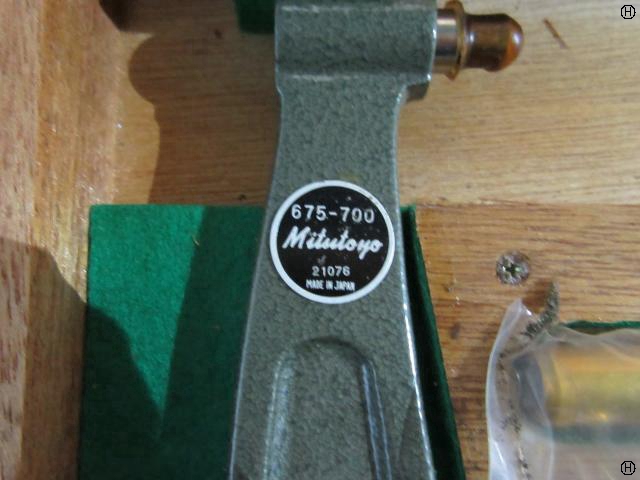 H
675-700
Mitutoyo
21076
MADE IN JAPAN
H